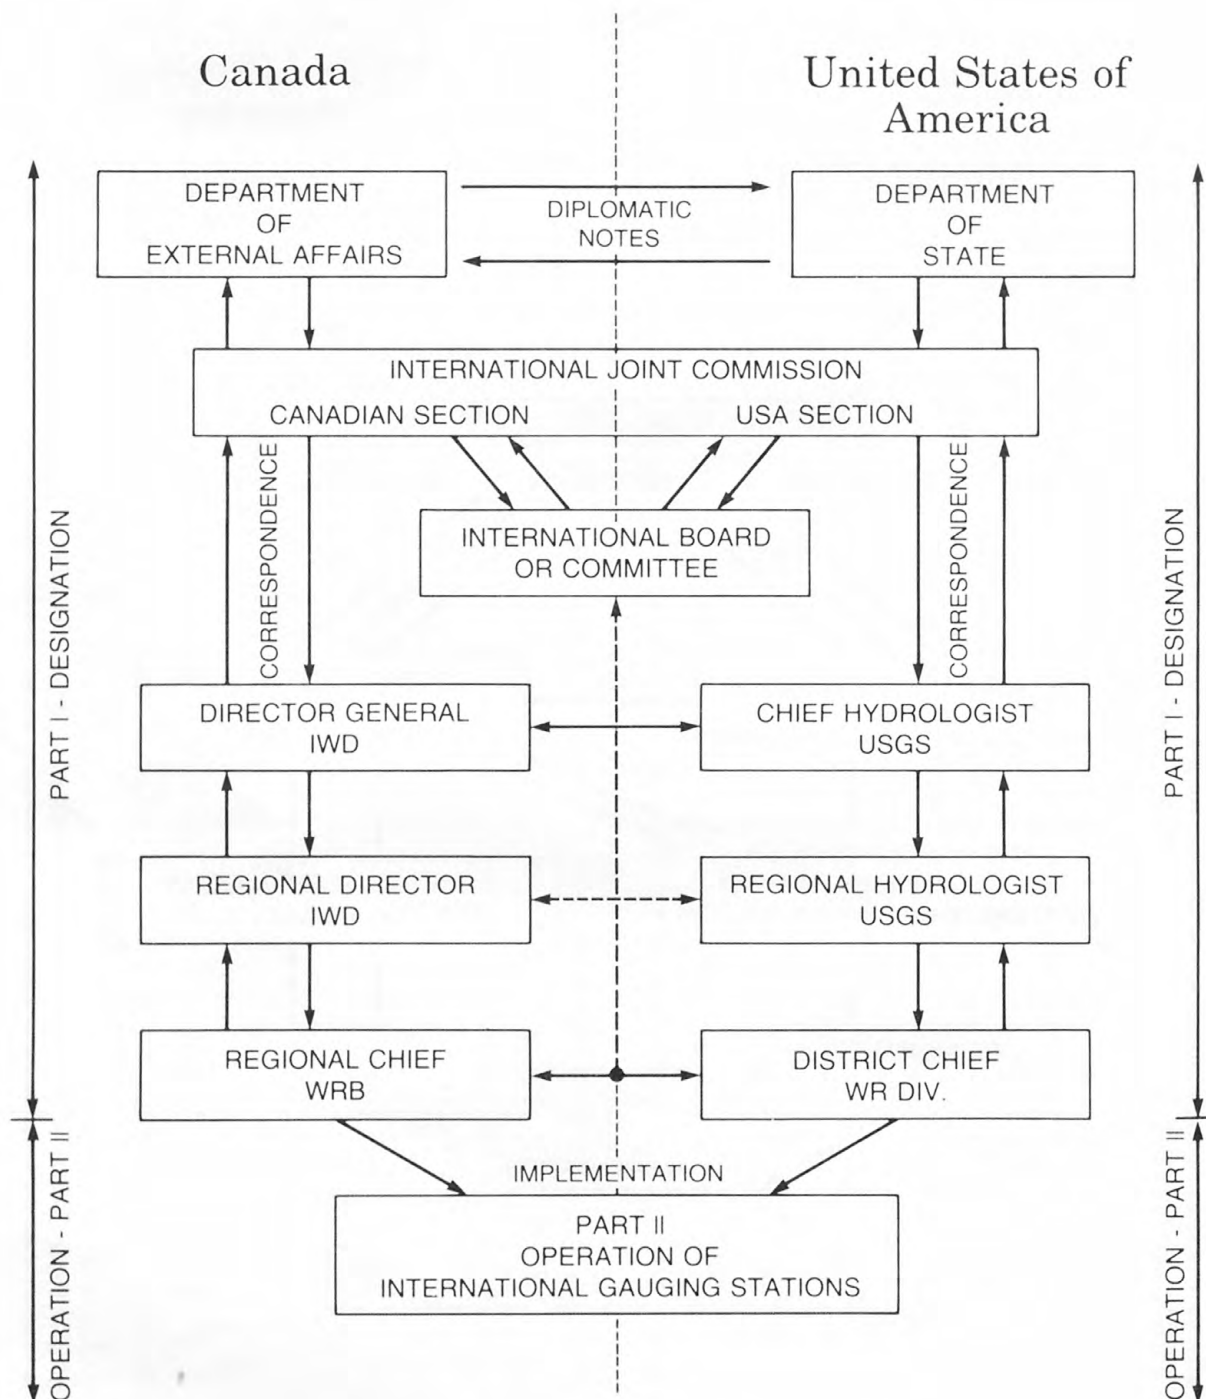 Canada
United States of
America
DEPARTMENT
OF
EXTERNAL AFFAIRS
DIPLOMATIC
NOTES
DEPARTMENT
OF
STATE
INTERNATIONAL JOINT COMMISSION
CANADIAN SECTION
USA SECTION
CORRESPONDENCE
CORRESPONDENCE
INTERNATIONAL BOARD
OR COMMITTEE
PART I - DESIGNATION
PART I - DESIGNATION
DIRECTOR GENERAL
IWD
CHIEF HYDROLOGIST
USGS
REGIONAL DIRECTOR
IWD
REGIONAL HYDROLOGIST
USGS
REGIONAL CHIEF
WRB
DISTRICT CHIEF
WR DIV.
OPERATION - PART II
OPERATION - PART II
IMPLEMENTATION
PART II
OPERATION OF
INTERNATIONAL GAUGING STATIONS